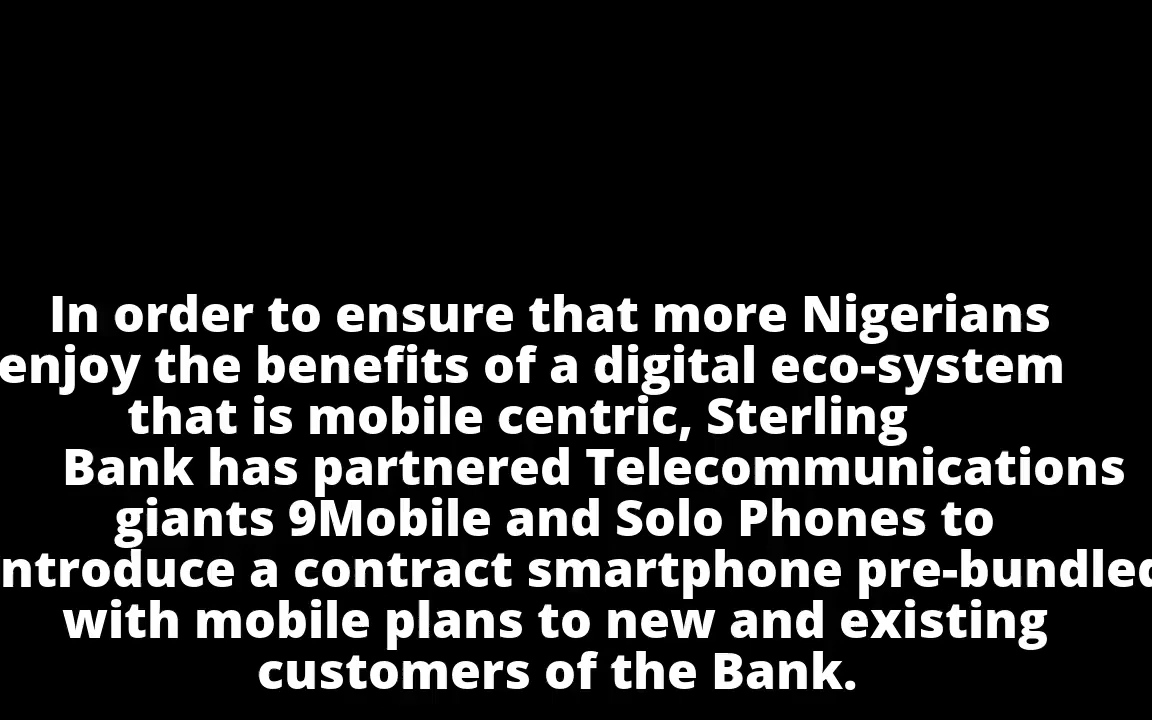 In order to ensure that more Nigerians
enjoy the benefits of a digital eco-system
that is mobile centric, Sterling
Bank has partnered Telecommunications
giants 9Mobile and Solo Phones to
ntroduce a contract smartphone pre-bundled
with mobile plans to new and existing
customers of the Bank.